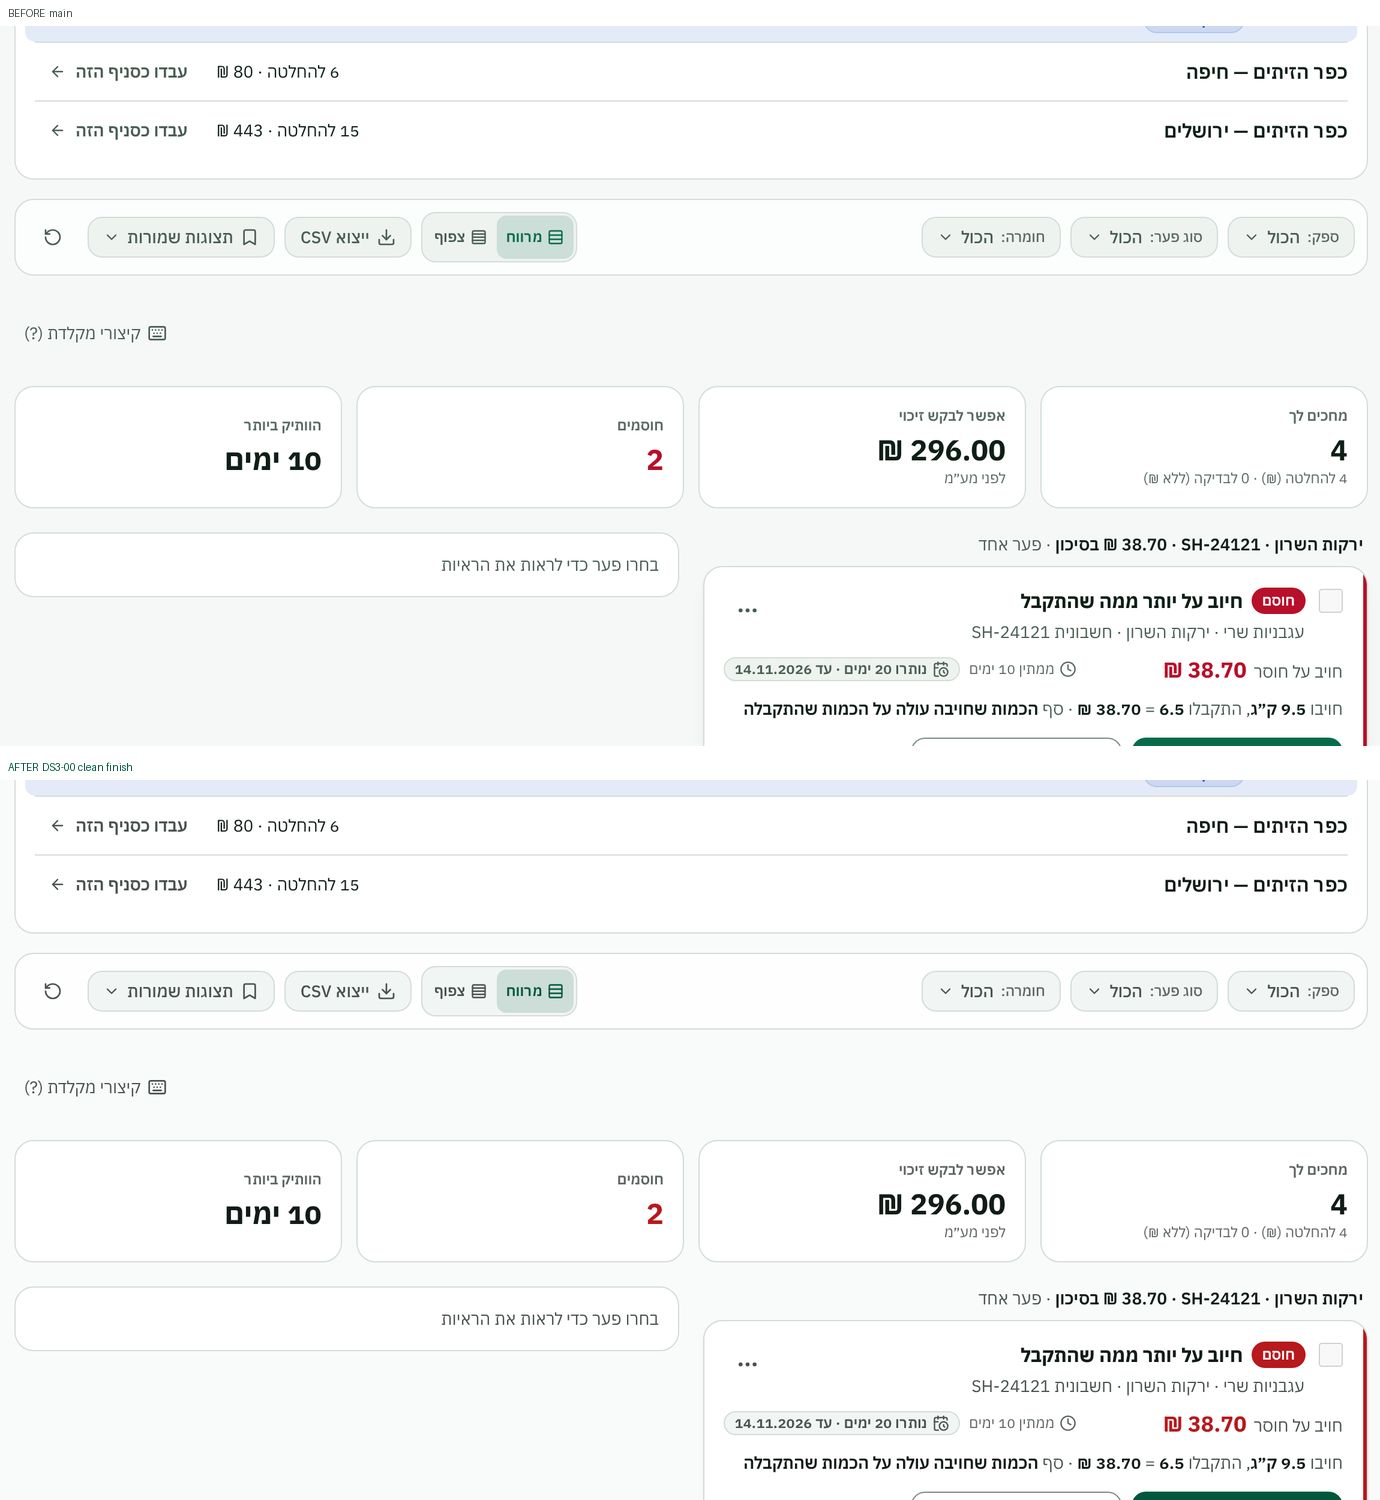 BEFORE main
כפר הזיתים — חיפה
6 להחלטה · 80 ₪
עבדו כסניף הזה ←
כפר הזיתים — ירושלים
15 להחלטה · 443 ₪
עבדו כסניף הזה ←
ספק: הכול
סוג פער: הכול
חומרה: הכול
מרווח
צפוף
ייצוא CSV
תצוגות שמורות
קיצורי מקלדת (?)
מחכים לך
4
4 להחלטה (₪) · 0 לבדיקה (ללא ₪)
אפשר לבקש זיכוי
296.00 ₪
לפני מע״מ
חוסמים
2
הוותיק ביותר
10 ימים
ירקות השרון · SH-24121 · 38.70 ₪ בסיכון · פער אחד
בחרו פער כדי לראות את הראיות
חוסם
חיוב על יותר ממה שהתקבל
עגבניות שרי · ירקות השרון · חשבונית SH-24121
חויב על חוסר 38.70 ₪
ממתין 10 ימים
נותרו 20 ימים · עד 14.11.2026
חויבו 9.5 ק״ג, התקבלו 6.5 = 38.70 ₪ · סף הכמות שחויבה עולה על הכמות שהתקבלה
AFTER DS3-00 clean finish
כפר הזיתים — חיפה
6 להחלטה · 80 ₪
עבדו כסניף הזה ←
כפר הזיתים — ירושלים
15 להחלטה · 443 ₪
עבדו כסניף הזה ←
ספק: הכול
סוג פער: הכול
חומרה: הכול
מרווח
צפוף
ייצוא CSV
תצוגות שמורות
קיצורי מקלדת (?)
מחכים לך
4
4 להחלטה (₪) · 0 לבדיקה (ללא ₪)
אפשר לבקש זיכוי
296.00 ₪
לפני מע״מ
חוסמים
2
הוותיק ביותר
10 ימים
ירקות השרון · SH-24121 · 38.70 ₪ בסיכון · פער אחד
בחרו פער כדי לראות את הראיות
חוסם
חיוב על יותר ממה שהתקבל
עגבניות שרי · ירקות השרון · חשבונית SH-24121
חויב על חוסר 38.70 ₪
ממתין 10 ימים
נותרו 20 ימים · עד 14.11.2026
חויבו 9.5 ק״ג, התקבלו 6.5 = 38.70 ₪ · סף הכמות שחויבה עולה על הכמות שהתקבלה